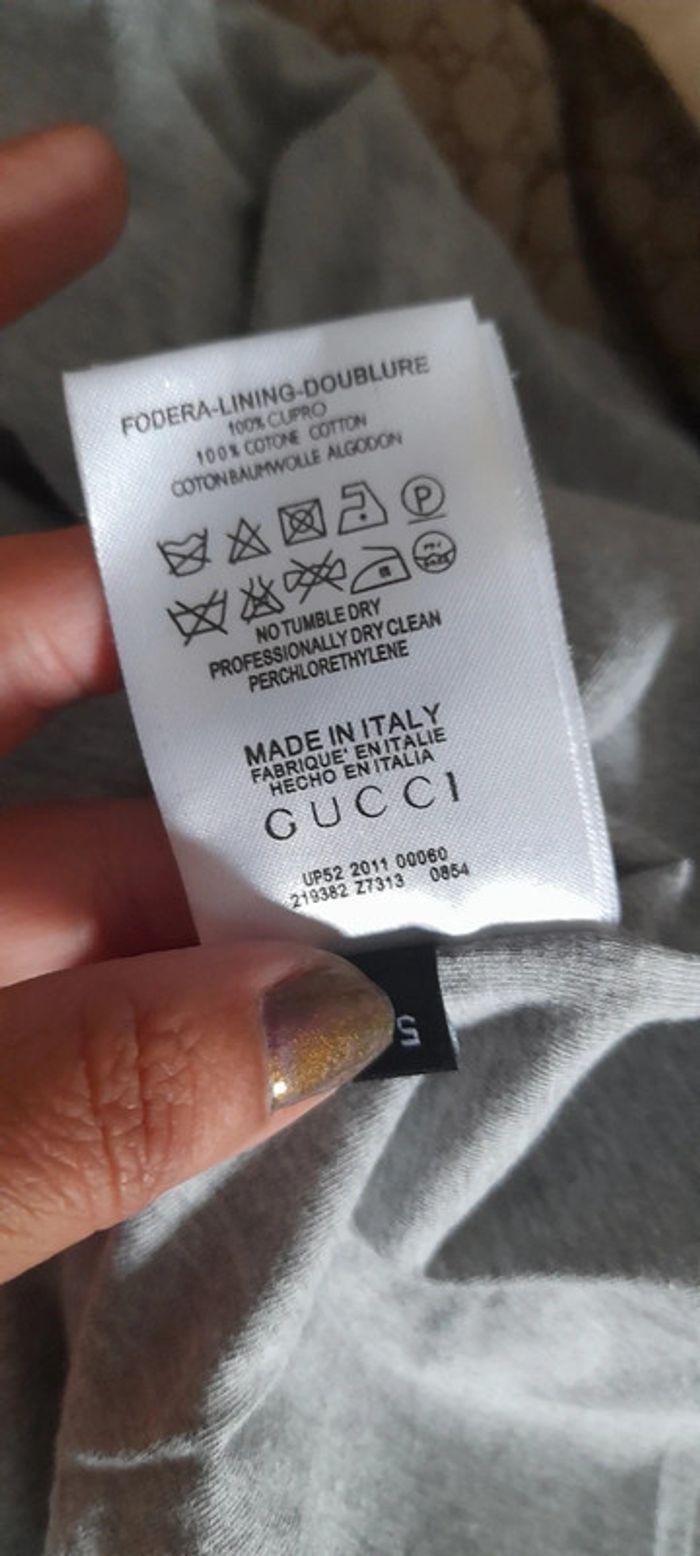 FODERA-LINING-DOUBLURE
100% CUPRO
100% COTONE COTTON
COTON BAUMWOLLE ALGODON
P
NO TUMBLE DRY
PROFESSIONALLY DRY CLEAN
PERCHLORETHYLENE
MADE IN ITALY
FABRIQUE' EN ITALIE
HECHO EN ITALIA
GUCCI
UP52 2011 00060
219382 Z7313 0854
S